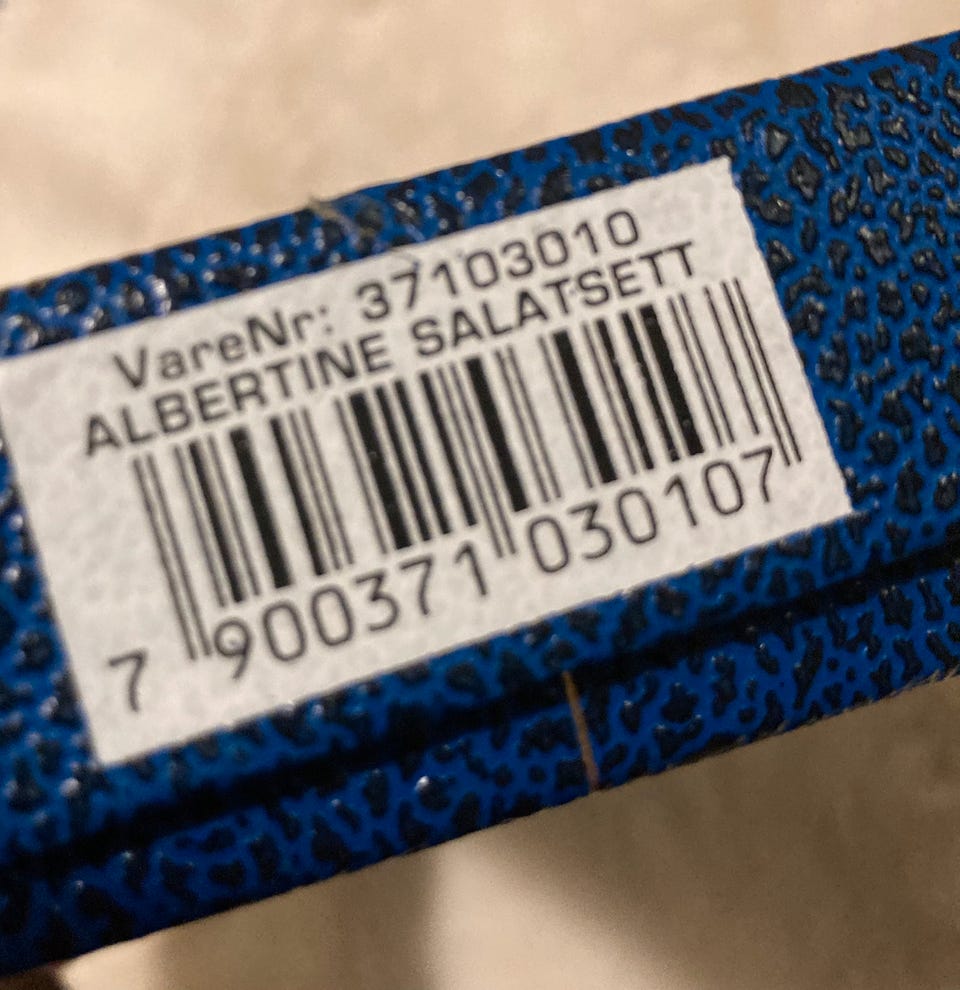 VareNr: 37103010
ALBERTINE SALATSETT
7 900371 030107